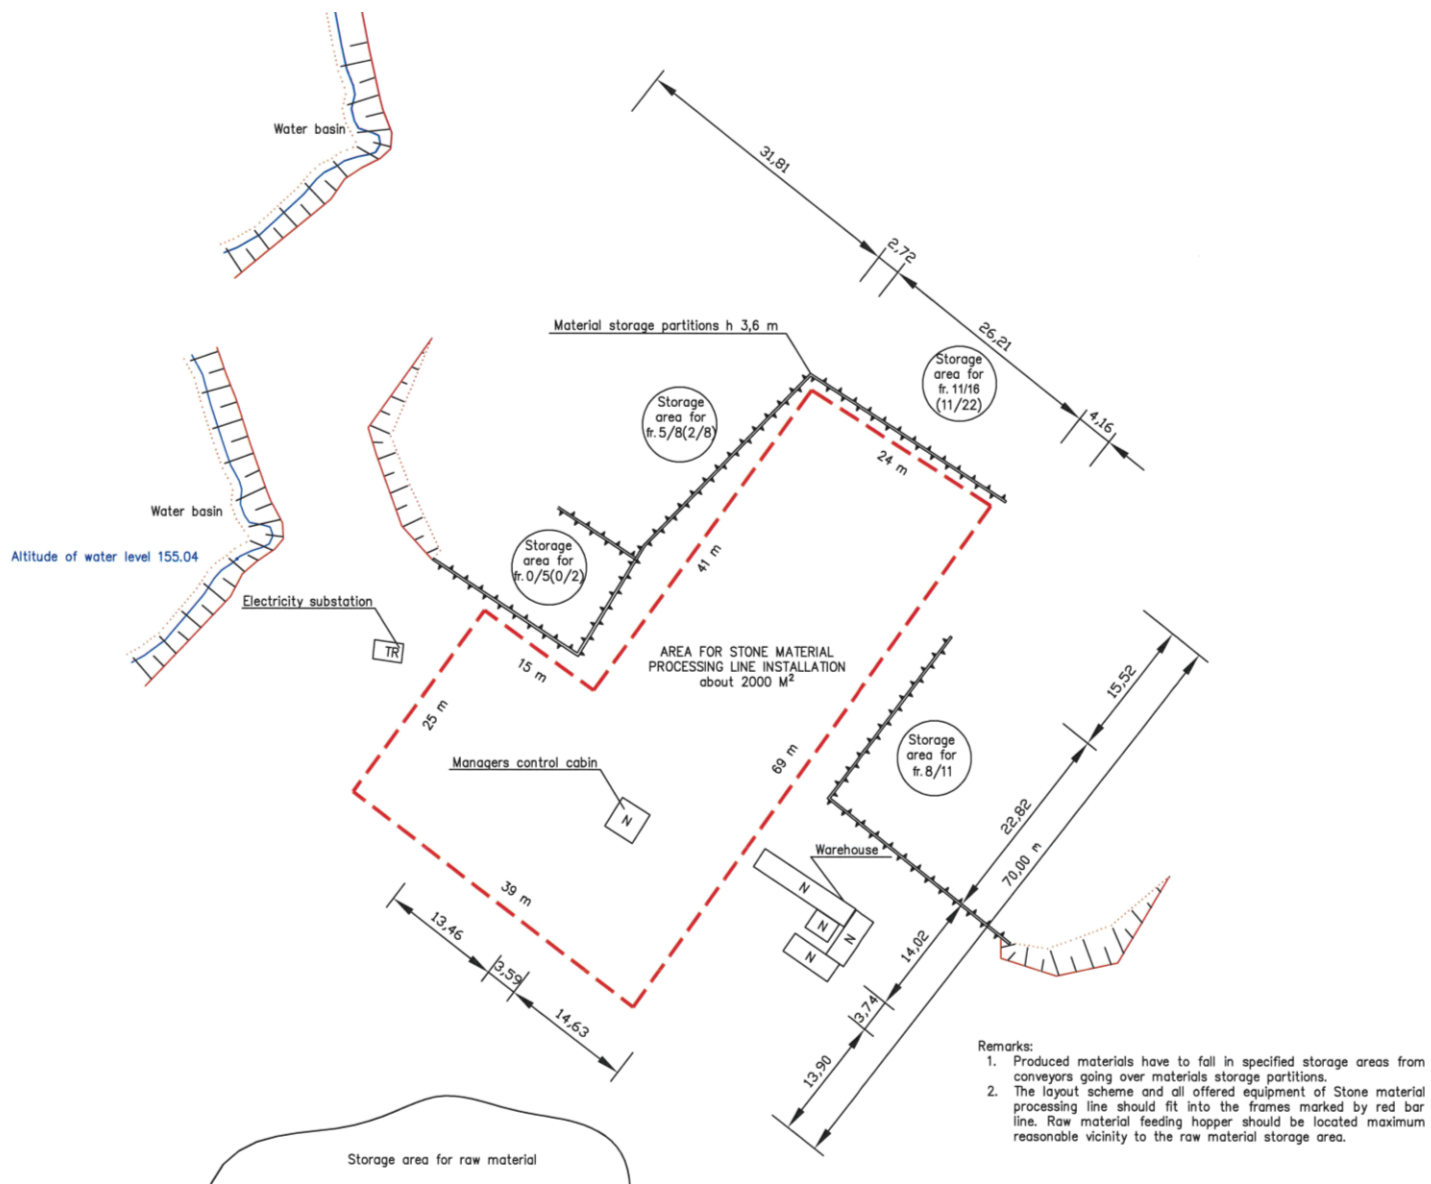 Water basin
31,81
2,72
26,21
4,16
Material storage partitions h 3,6 m
Storage
area for
fr. 11/16
(11/22)
Storage
area for
fr. 5/8(2/8)
24 m
Water basin
Altitude of water level 155.04
Storage
area for
fr. 0/5(0/2)
41 m
Electricity substation
TR
15 m
AREA FOR STONE MATERIAL
PROCESSING LINE INSTALLATION
about 2000 M²
25 m
69 m
Managers control cabin
N
Storage
area for
fr. 8/11
15,52
22,82
70,00 m
14,02
3,74
13,90
Warehouse
N
N
N
N
39 m
13,46
3,59
14,63
Storage area for raw material
Remarks:
1. Produced materials have to fall in specified storage areas from
conveyors going over materials storage partitions.
2. The layout scheme and all offered equipment of Stone material
processing line should fit into the frames marked by red bar
line. Raw material feeding hopper should be located maximum
reasonable vicinity to the raw material storage area.